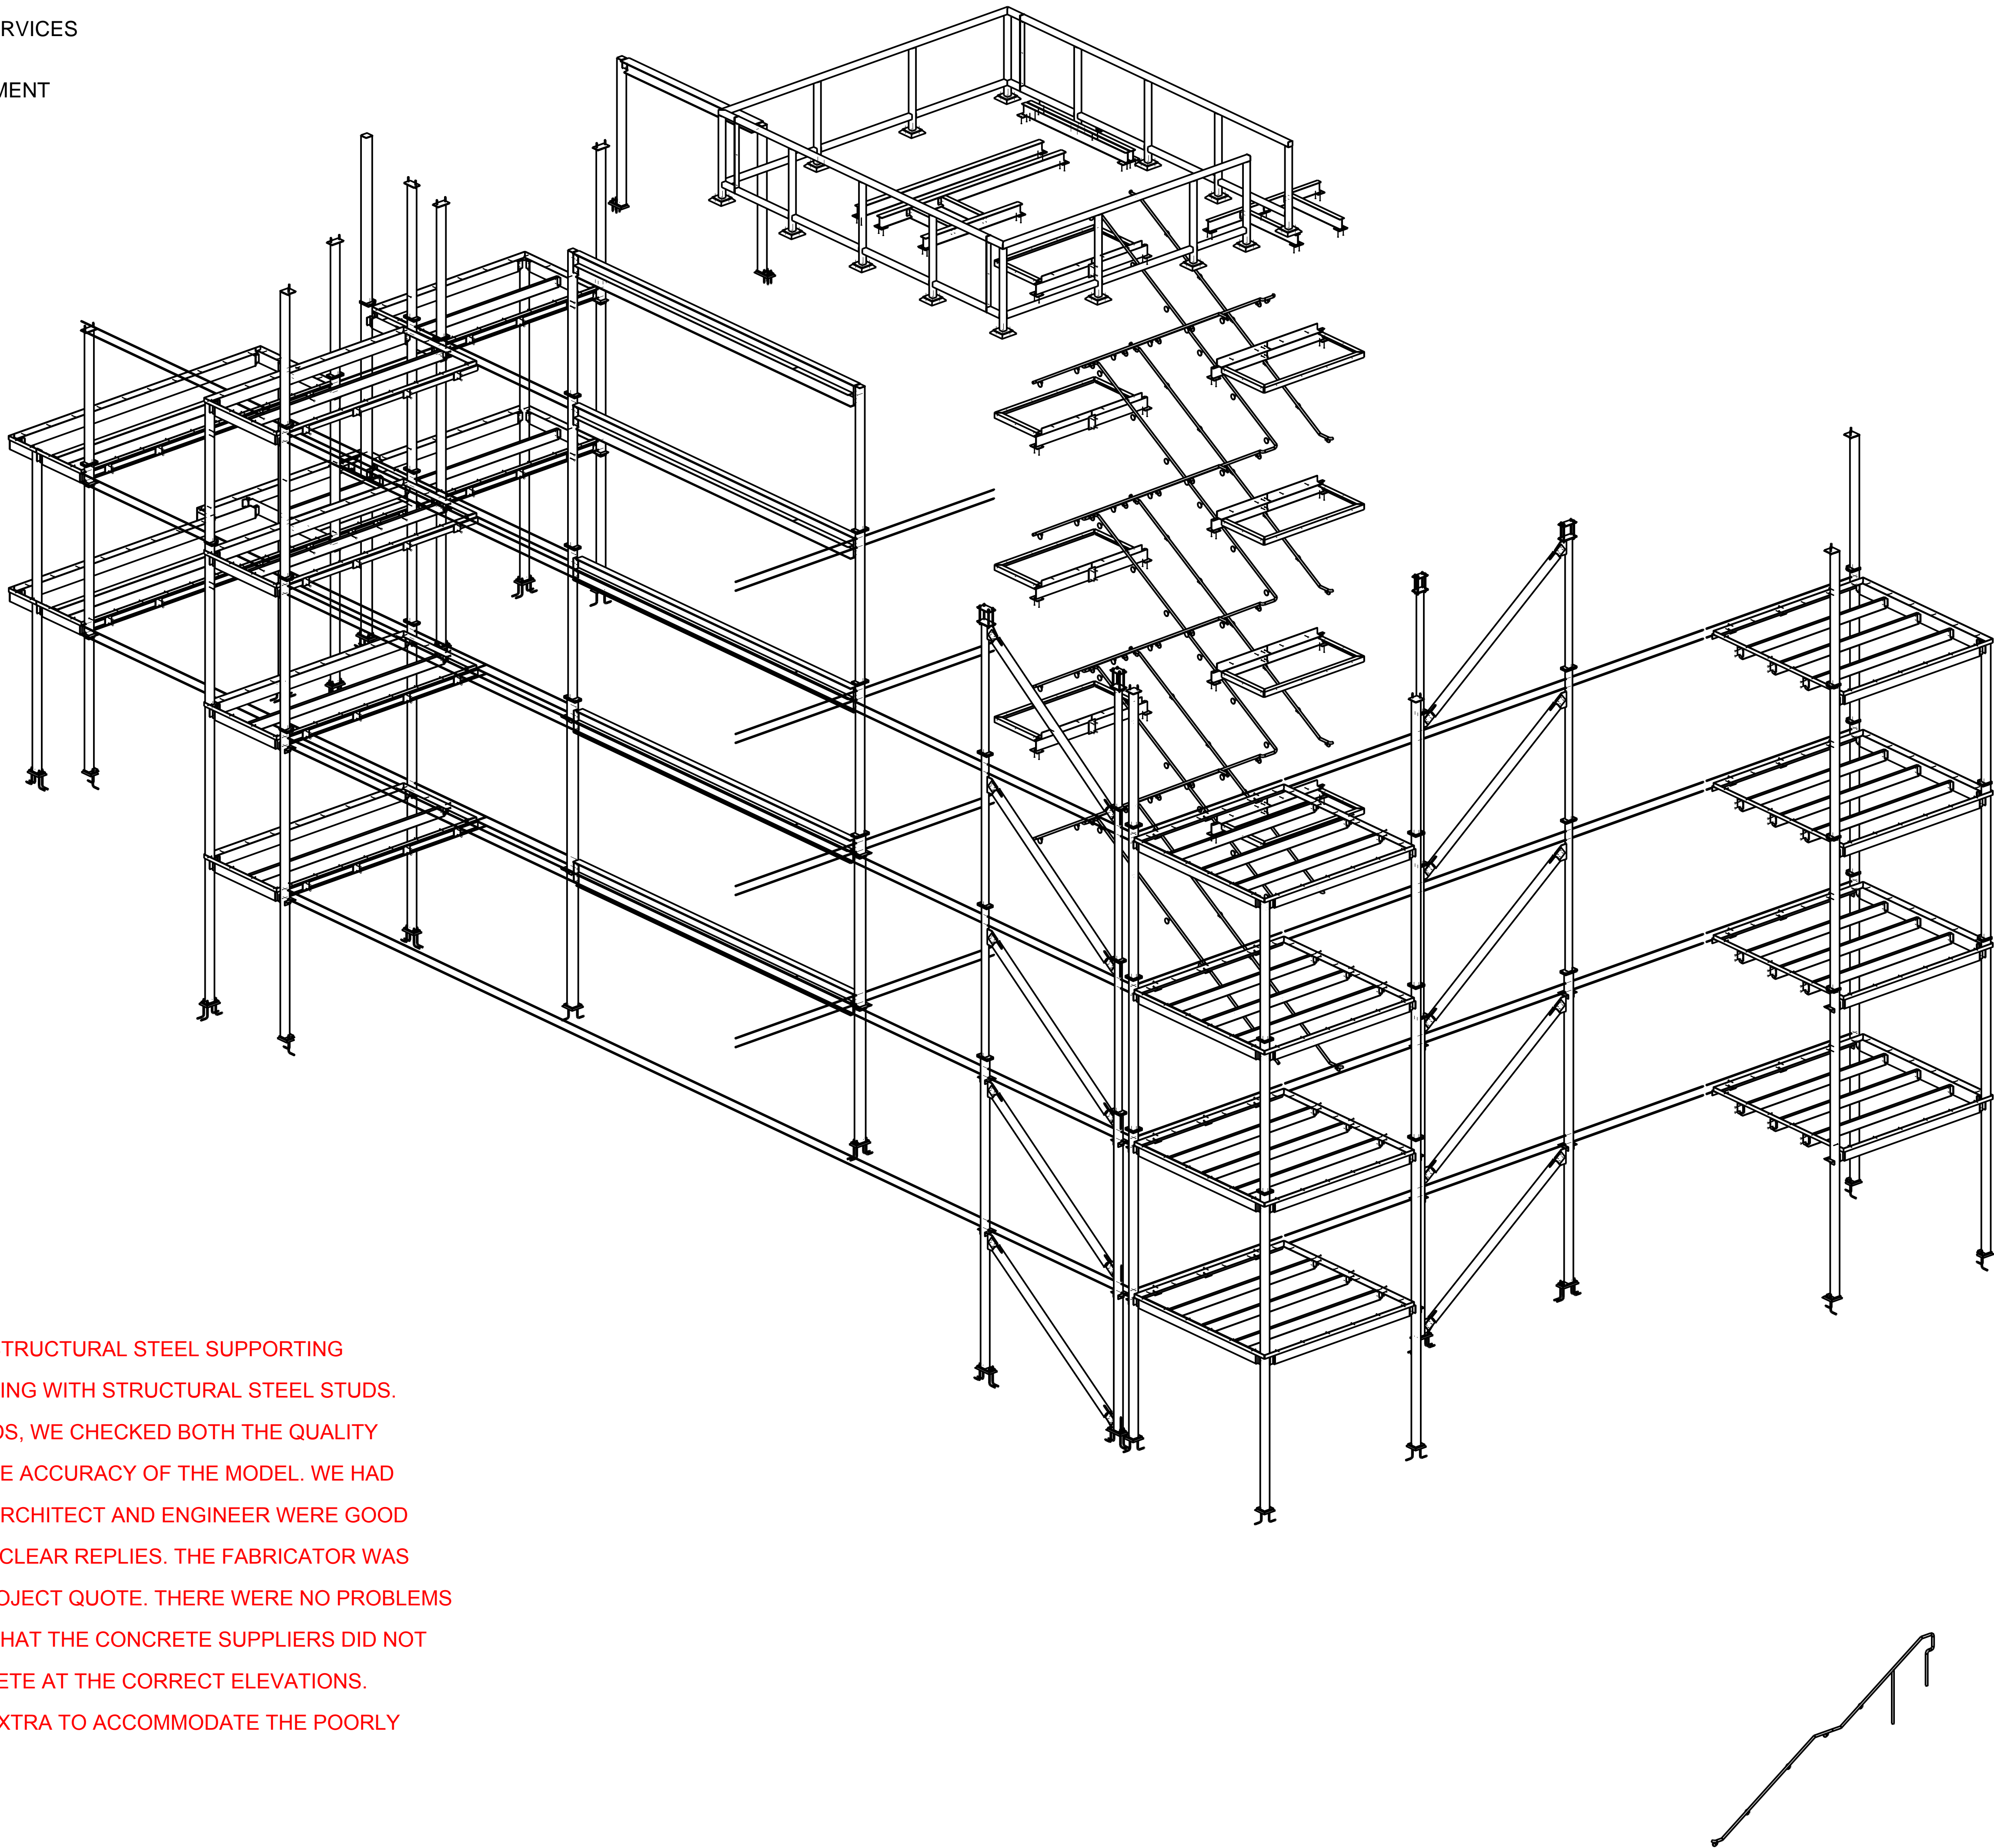 RVICES
MENT
TRUCTURAL STEEL SUPPORTING
ING WITH STRUCTURAL STEEL STUDS.
DS, WE CHECKED BOTH THE QUALITY
E ACCURACY OF THE MODEL. WE HAD
RCHITECT AND ENGINEER WERE GOOD
CLEAR REPLIES. THE FABRICATOR WAS
OJECT QUOTE. THERE WERE NO PROBLEMS
HAT THE CONCRETE SUPPLIERS DID NOT
ETE AT THE CORRECT ELEVATIONS.
XTRA TO ACCOMMODATE THE POORLY